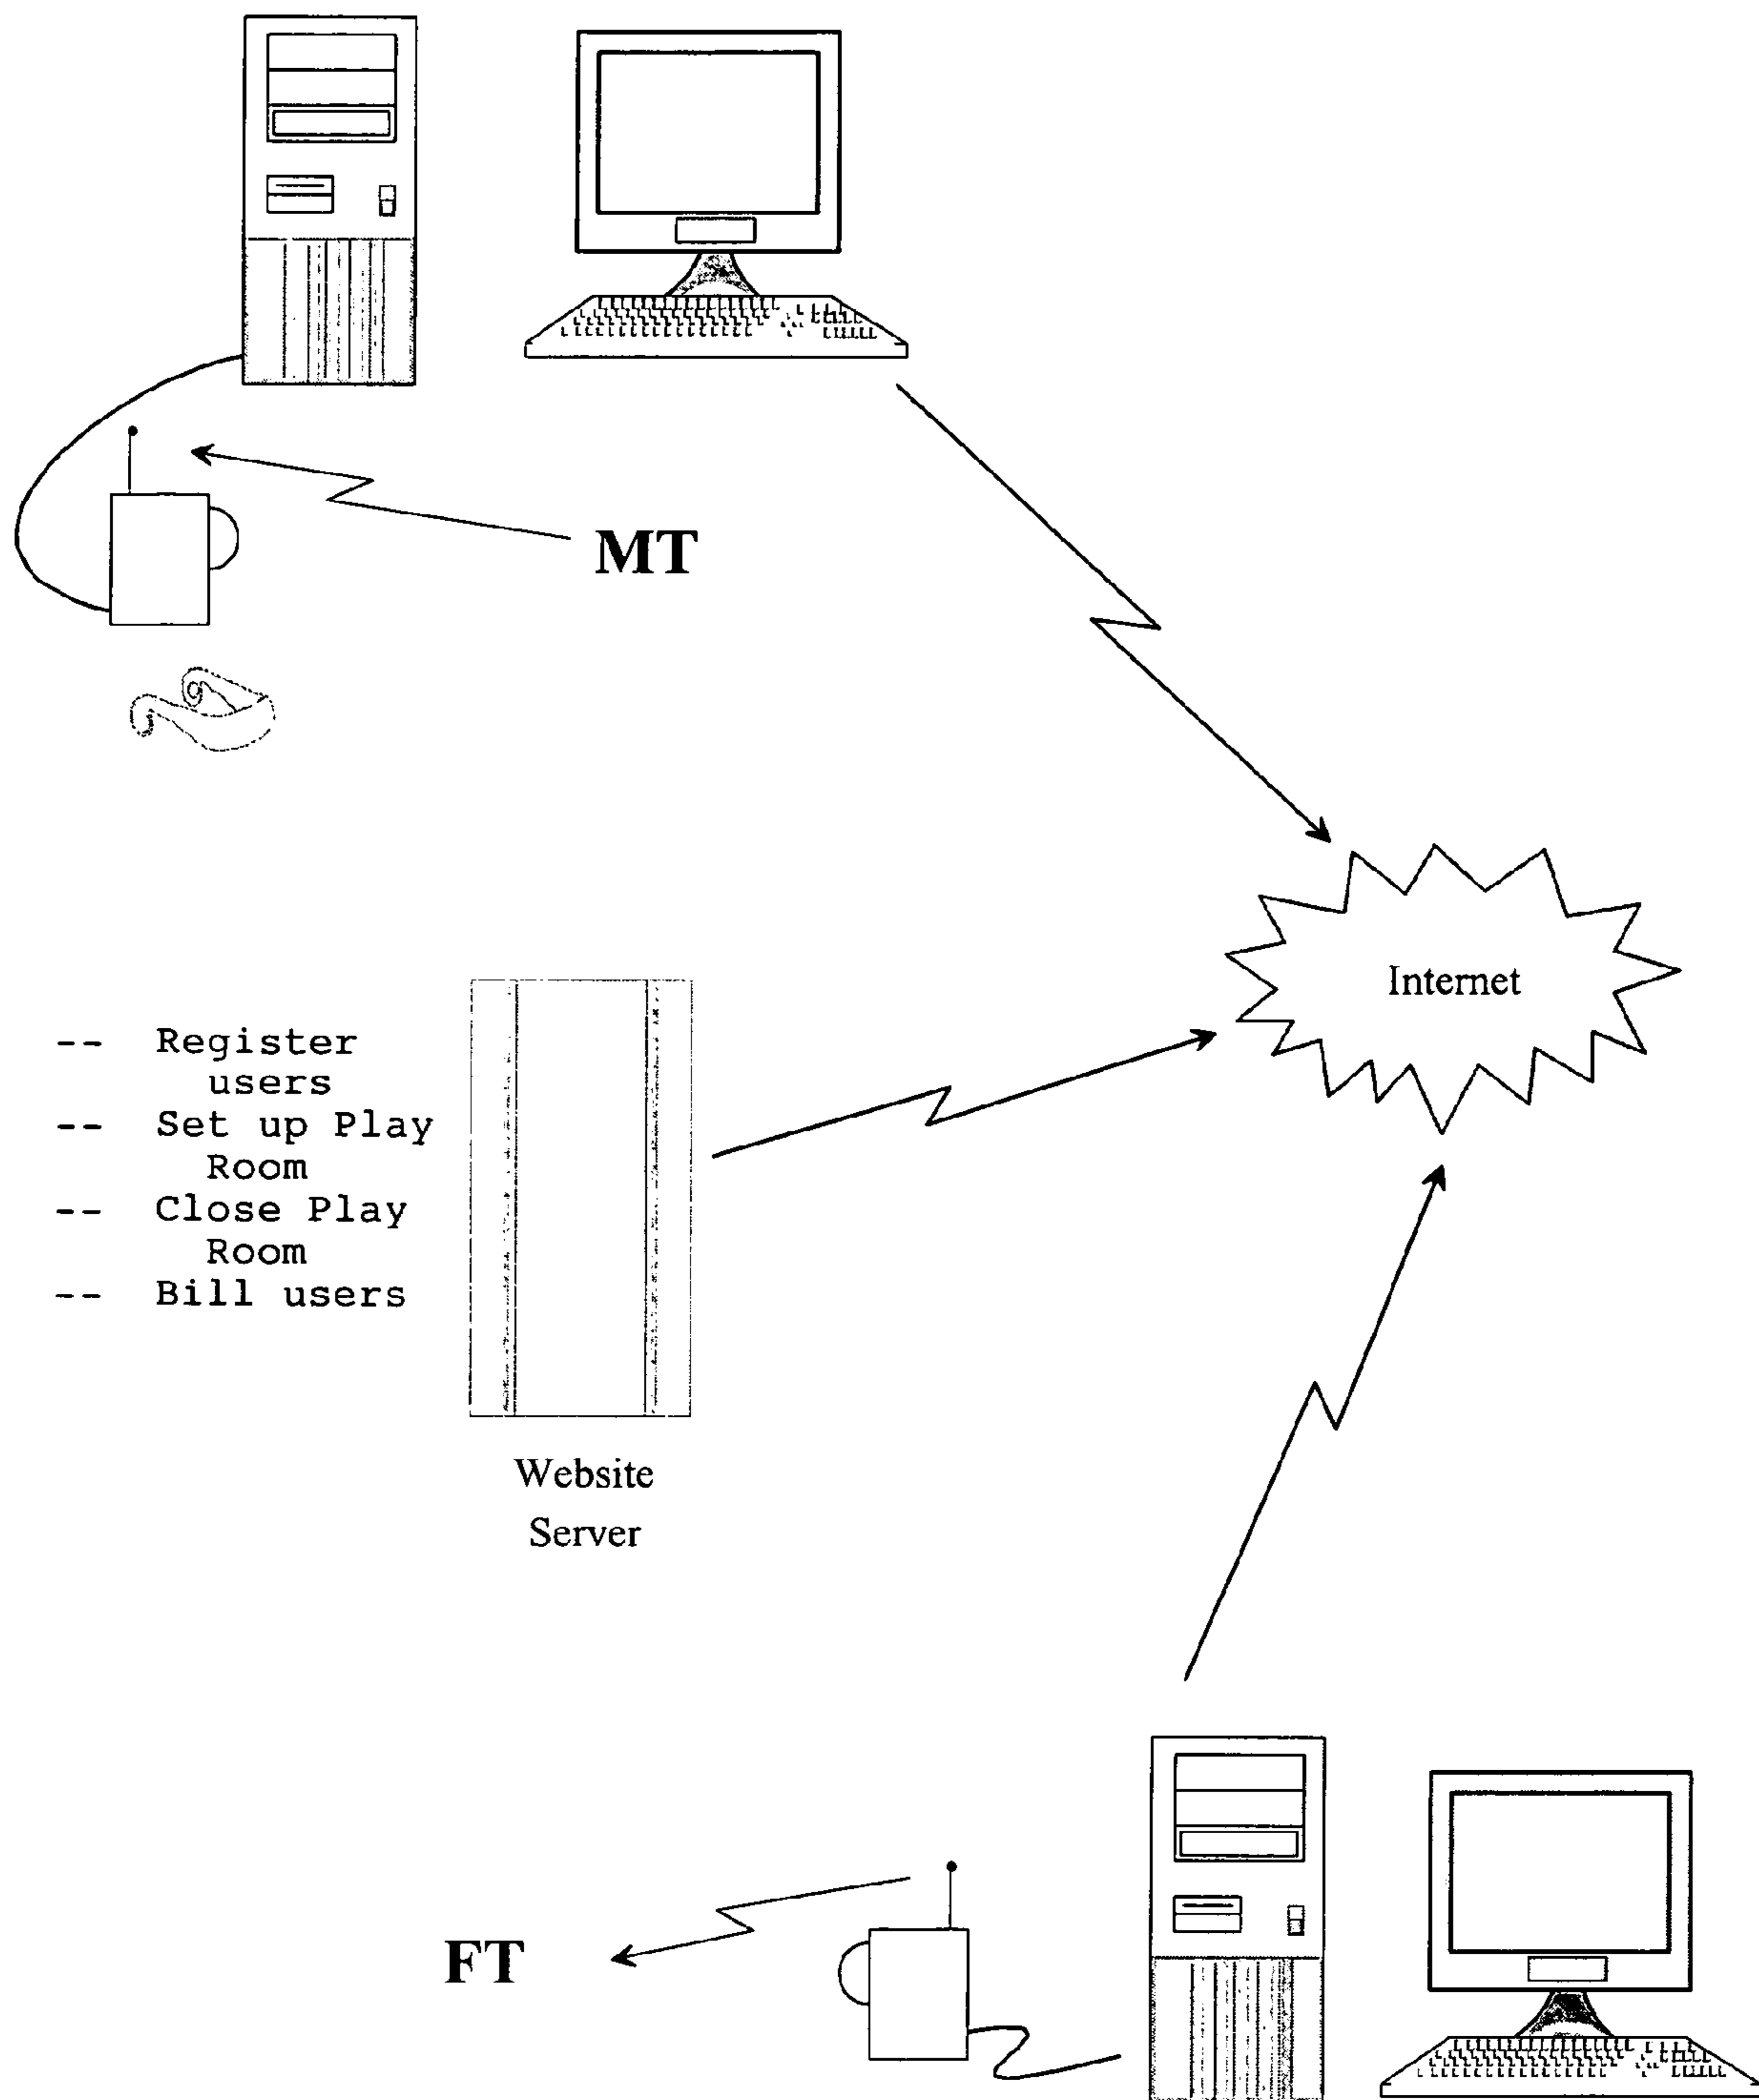 MT
Internet
-- Register
users
-- Set up Play
Room
-- Close Play
Room
-- Bill users
Website
Server
FT